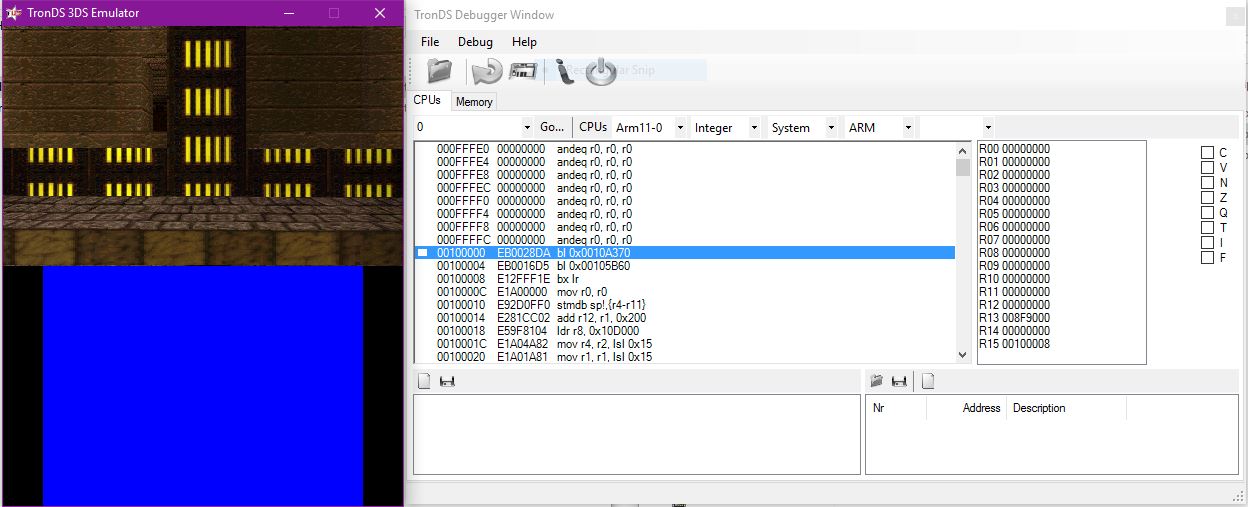 TronDS 3DS Emulator
TronDS Debugger Window
File Debug Help
Rectangular Snip
CPUs Memory
0 Go... CPUs Arm11-0 Integer System ARM
000FFFE0 00000000 andeq r0, r0, r0
000FFFE4 00000000 andeq r0, r0, r0
000FFFE8 00000000 andeq r0, r0, r0
000FFFEC 00000000 andeq r0, r0, r0
000FFFF0 00000000 andeq r0, r0, r0
000FFFF4 00000000 andeq r0, r0, r0
000FFFF8 00000000 andeq r0, r0, r0
000FFFFC 00000000 andeq r0, r0, r0
00100000 EB0028DA bl 0x0010A370
00100004 EB0016D5 bl 0x00105B60
00100008 E12FFF1E bx lr
0010000C E1A00000 mov r0, r0
00100010 E92D0FF0 stmdb sp!,{r4-r11}
00100014 E281CC02 add r12, r1, 0x200
00100018 E59F8104 ldr r8, 0x10D000
0010001C E1A04A82 mov r4, r2, lsl 0x15
00100020 E1A01A81 mov r1, r1, lsl 0x15
R00 00000000
R01 00000000
R02 00000000
R03 00000000
R04 00000000
R05 00000000
R06 00000000
R07 00000000
R08 00000000
R09 00000000
R10 00000000
R11 00000000
R12 00000000
R13 008F9000
R14 00000000
R15 00100008
C
V
N
Z
Q
T
I
F
Nr Address Description